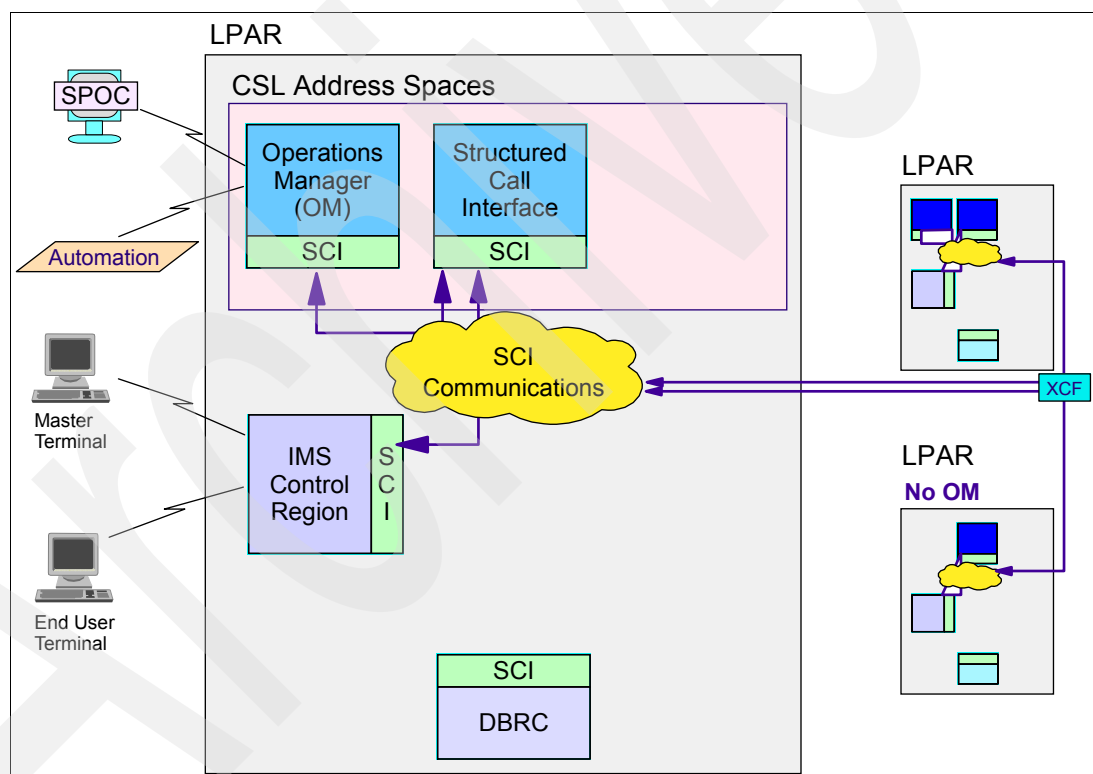 LPAR
CSL Address Spaces
SPOC
Operations
Manager
(OM)
SCI
Structured
Call
Interface
SCI
Automation
SCI
Communications
Master
Terminal
IMS
Control
Region
S
C
I
End User
Terminal
SCI
DBRC
LPAR
XCF
LPAR
No OM